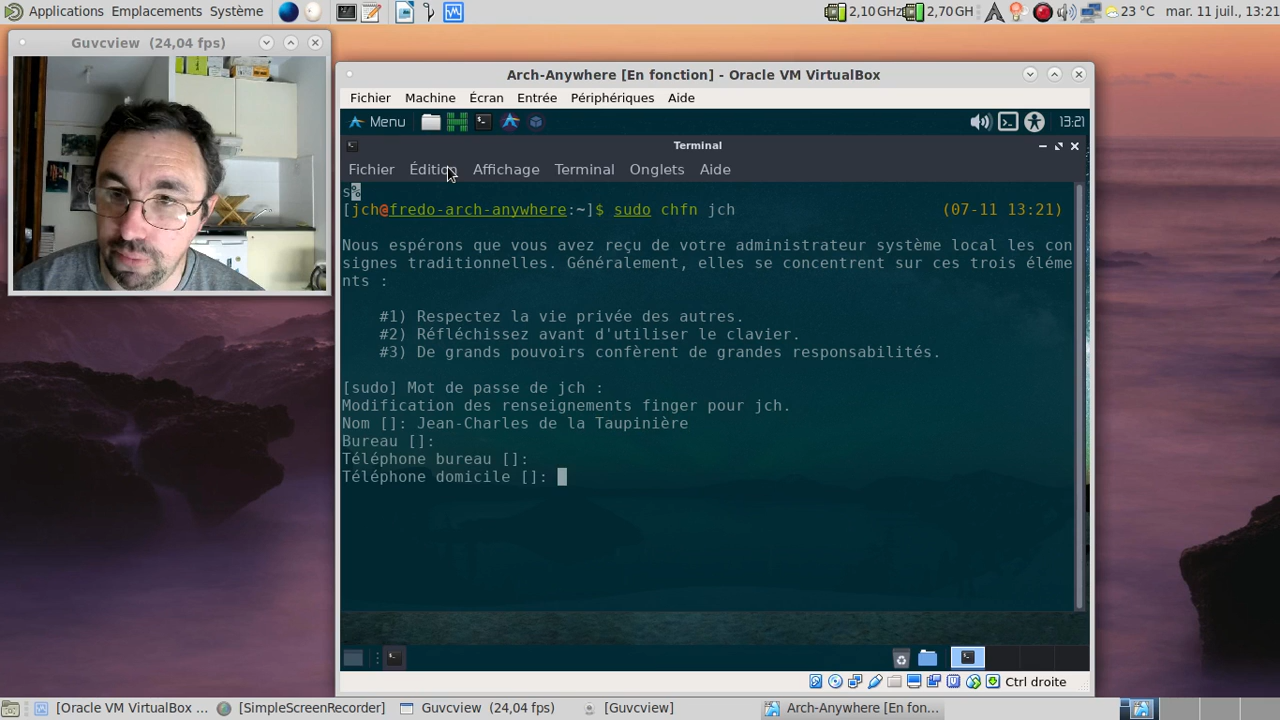 Applications Emplacements Système
2,10 GHz 2,70 GH 23 °C mar. 11 juil., 13:21
Guvcview (24,04 fps)
Arch-Anywhere [En fonction] - Oracle VM VirtualBox
Fichier Machine Écran Entrée Périphériques Aide
Menu 13:21
Terminal
Fichier Édition Affichage Terminal Onglets Aide
s%
[jch@fredo-arch-anywhere:~]$ sudo chfn jch (07-11 13:21)
Nous espérons que vous avez reçu de votre administrateur système local les con
signes traditionnelles. Généralement, elles se concentrent sur ces trois éléme
nts :
#1) Respectez la vie privée des autres.
#2) Réfléchissez avant d'utiliser le clavier.
#3) De grands pouvoirs confèrent de grandes responsabilités.
[sudo] Mot de passe de jch :
Modification des renseignements finger pour jch.
Nom []: Jean-Charles de la Taupinière
Bureau []:
Téléphone bureau []:
Téléphone domicile []:
Ctrl droite
[Oracle VM VirtualBox ... [SimpleScreenRecorder] Guvcview (24,04 fps) [Guvcview] Arch-Anywhere [En fon...